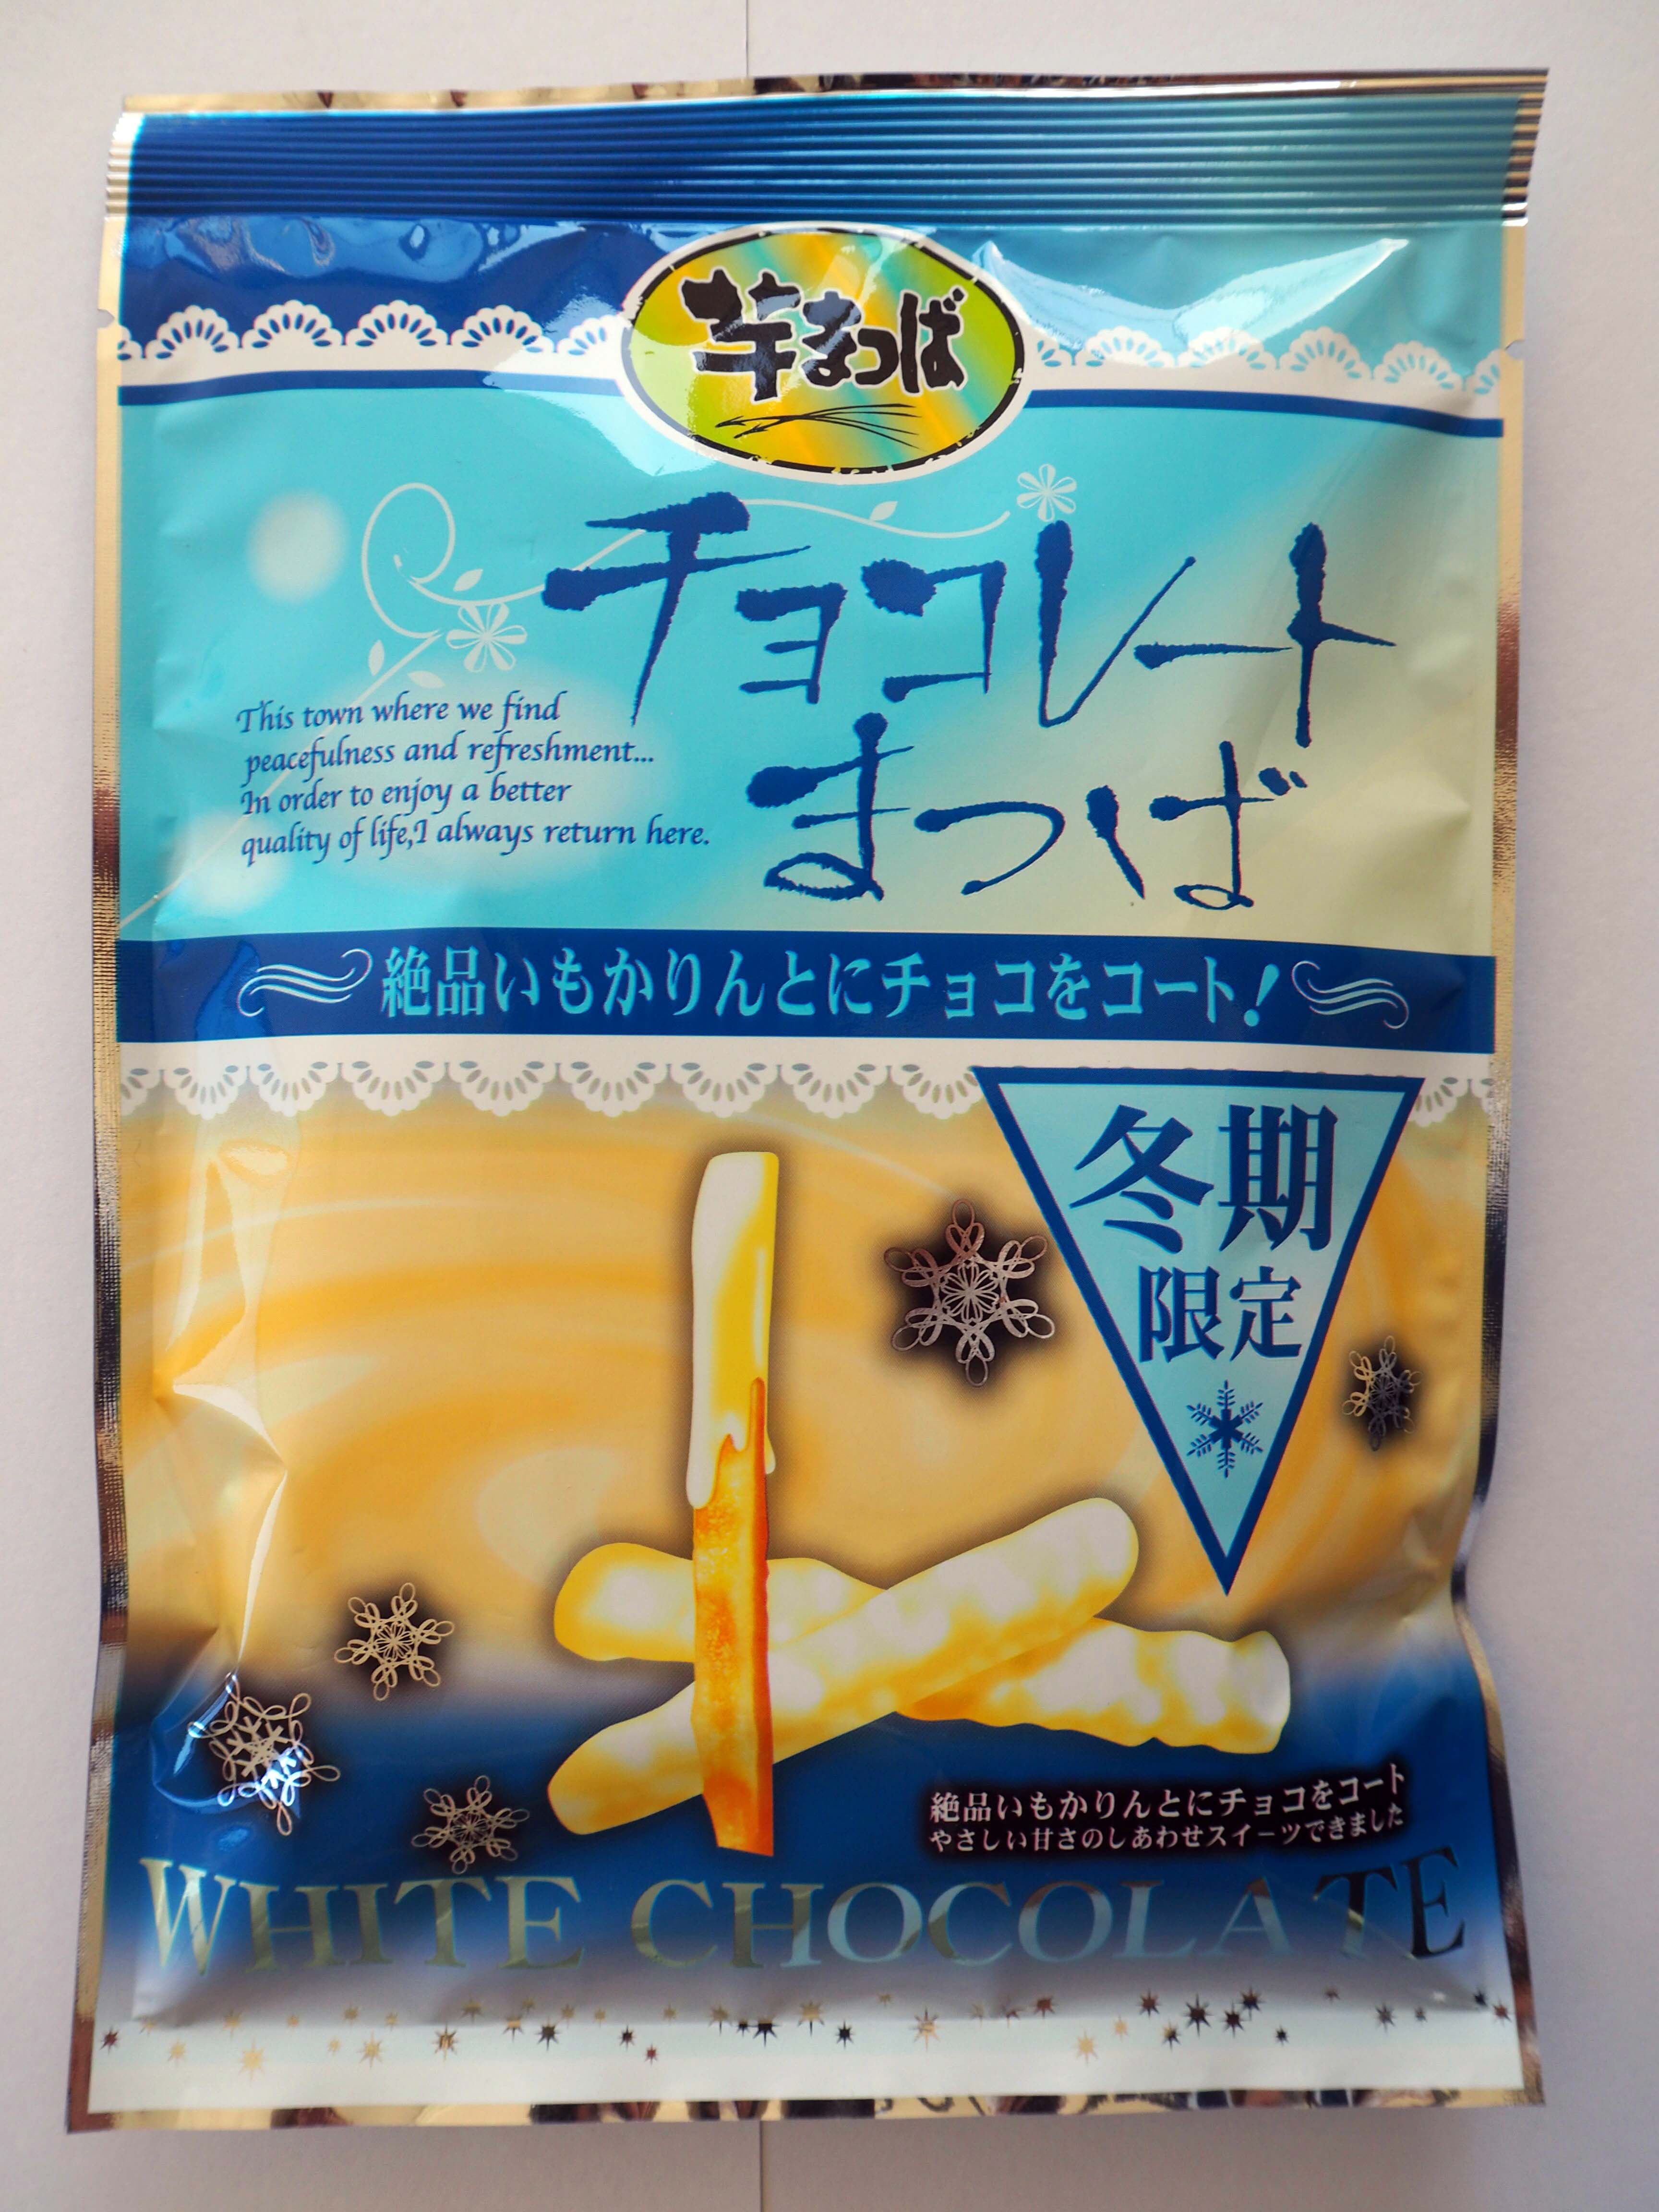 芋まつば
チョコレート
まつば
This town where we find
peacefulness and refreshment...
In order to enjoy a better
quality of life,I always return here.
絶品いもかりんとにチョコをコート!
冬期
限定
絶品いもかりんとにチョコをコート
やさしい甘さのしあわせスイーツできました
WHITE CHOCOLATE